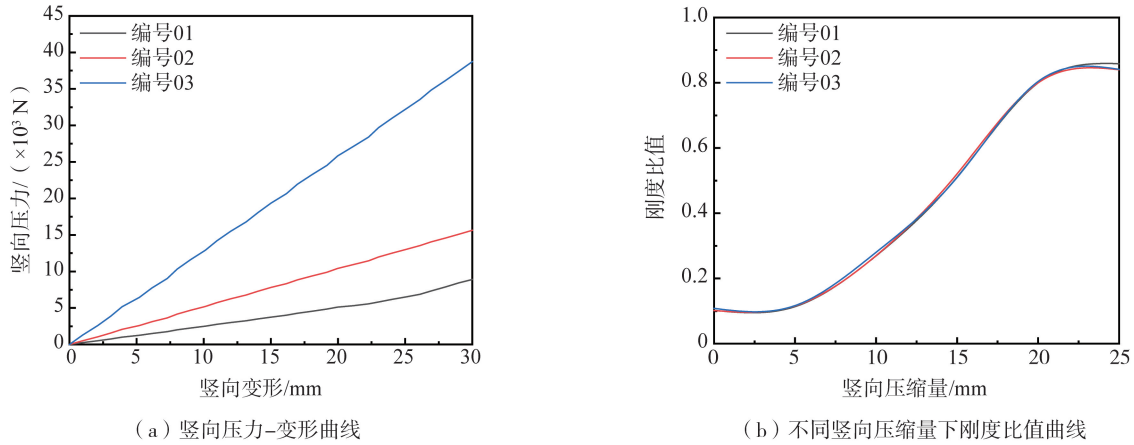 45
40
35
30
25
20
15
10
5
0
竖向压力/（×10³ N）
编号01
编号02
编号03
0 5 10 15 20 25 30
竖向变形/mm
（a）竖向压力-变形曲线
1.0
0.8
0.6
0.4
0.2
0
刚度比值
编号01
编号02
编号03
0 5 10 15 20 25
竖向压缩量/mm
（b）不同竖向压缩量下刚度比值曲线